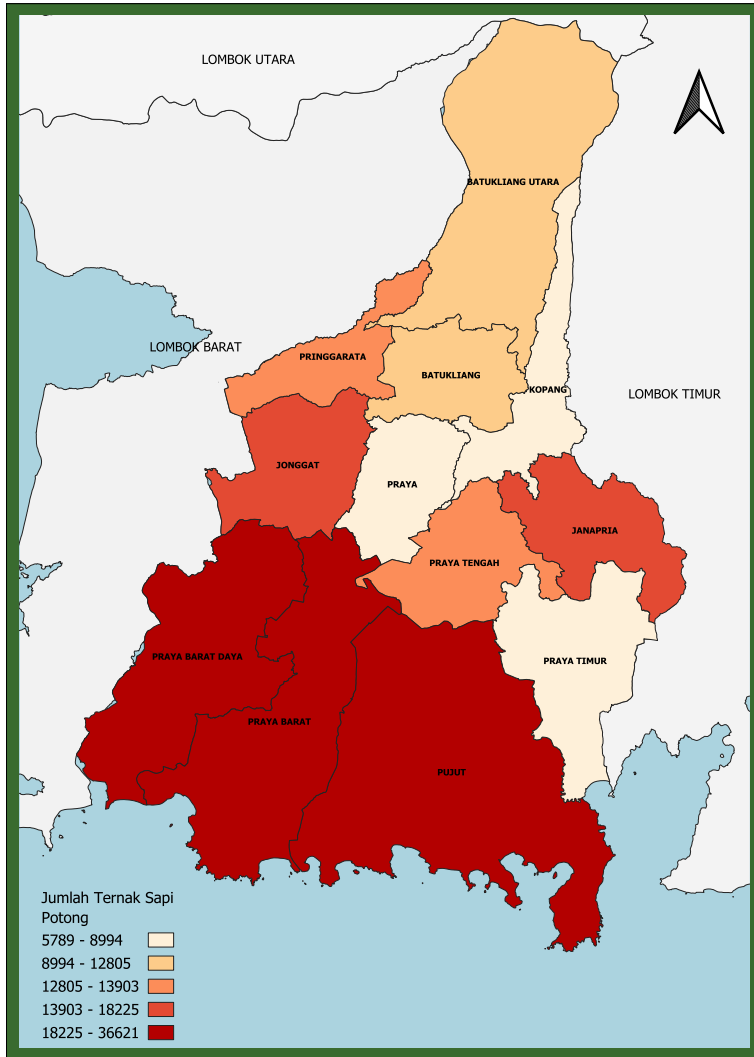 LOMBOK UTARA
BATUKLIANG UTARA
LOMBOK BARAT
PRINGGARATA
BATUKLIANG
KOPANG
LOMBOK TIMUR
JONGGAT
PRAYA
JANAPRIA
PRAYA TENGAH
PRAYA BARAT DAYA
PRAYA TIMUR
PRAYA BARAT
PUJUT
Jumlah Ternak Sapi
Potong
5789 - 8994
8994 - 12805
12805 - 13903
13903 - 18225
18225 - 36621